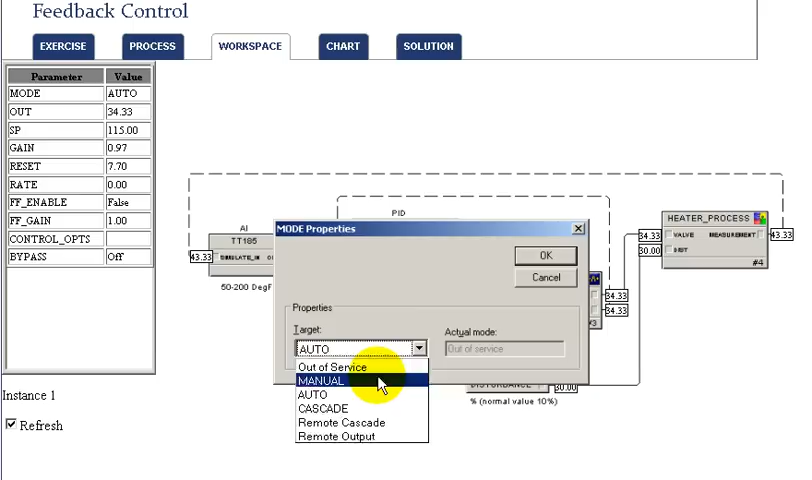 Feedback Control
EXERCISE PROCESS WORKSPACE CHART SOLUTION
Parameter Value
MODE AUTO
OUT 34.33
SP 115.00
GAIN 0.97
RESET 7.70
RATE 0.00
FF_ENABLE False
FF_GAIN 1.00
CONTROL_OPTS
BYPASS Off
Instance 1
Refresh
AI
TT185
43.33
50-200 DegF
PID
MODE Properties
OK
Cancel
Properties
Target:
AUTO
Actual mode:
Out of service
Out of Service
MANUAL
AUTO
CASCADE
Remote Cascade
Remote Output
34.33
34.33
#3
HEATER_PROCESS
34.33 VALVE MEASUREMENT 43.33
30.00 DIST
#4
DISTURBANCE 30.00
% (normal value 10%)